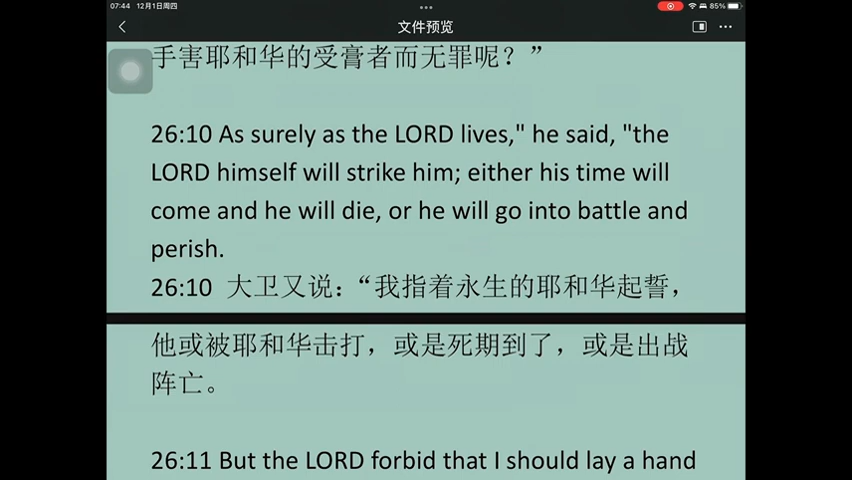 07:44 12月1日周四 85%
文件预览
手害耶和华的受膏者而无罪呢？”
26:10 As surely as the LORD lives," he said, "the
LORD himself will strike him; either his time will
come and he will die, or he will go into battle and
perish.
26:10 大卫又说：“我指着永生的耶和华起誓，
他或被耶和华击打，或是死期到了，或是出战
阵亡。
26:11 But the LORD forbid that I should lay a hand